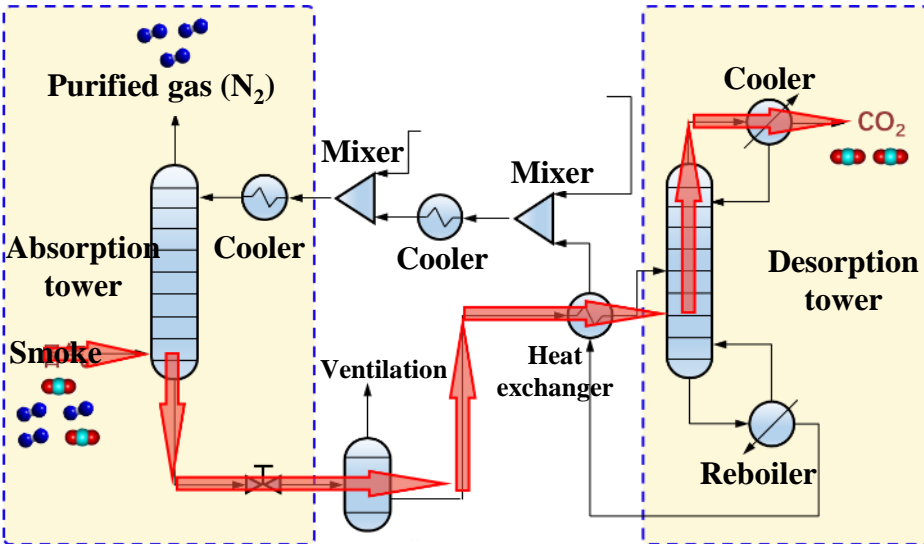 Purified gas (N₂)
Cooler
CO₂
Mixer
Mixer
Absorption
tower
Cooler
Cooler
Desorption
tower
Smoke
Ventilation
Heat
exchanger
Reboiler